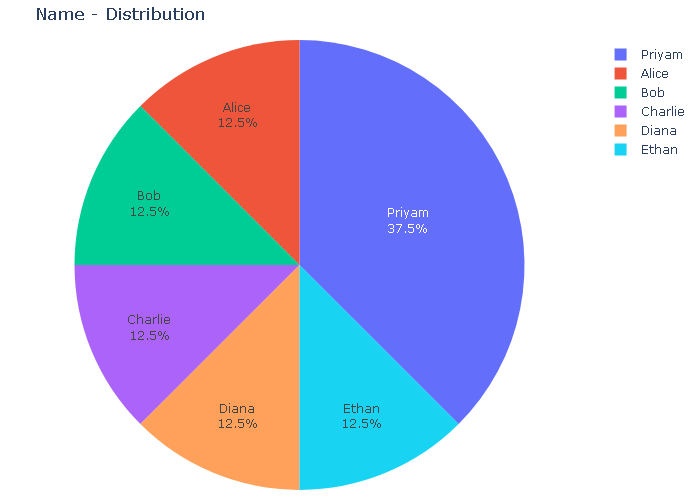 Name - Distribution
Priyam
37.5%
Alice
12.5%
Bob
12.5%
Charlie
12.5%
Diana
12.5%
Ethan
12.5%
Priyam
Alice
Bob
Charlie
Diana
Ethan